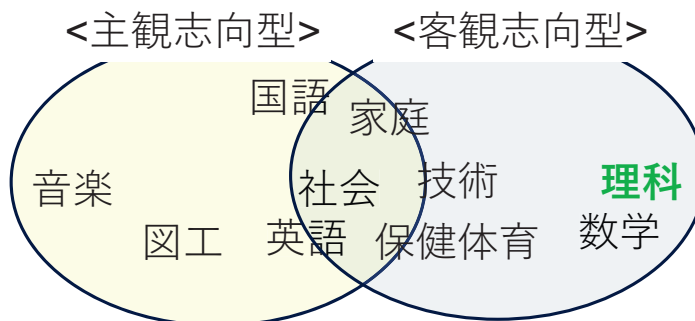 <主観志向型>
<客観志向型>
国語
家庭
音楽
社会
技術
理科
図工
英語
保健体育
数学